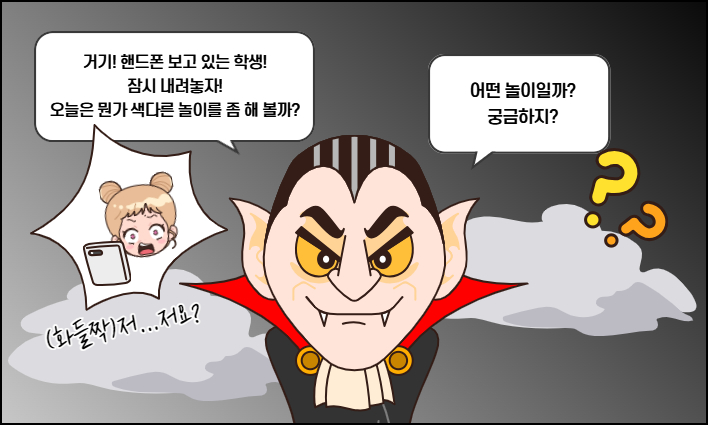 거기! 핸드폰 보고 있는 학생!
잠시 내려놓자!
오늘은 뭔가 색다른 놀이를 좀 해 볼까?
어떤 놀이일까?
궁금하지?
(화들짝)저...저요?
??